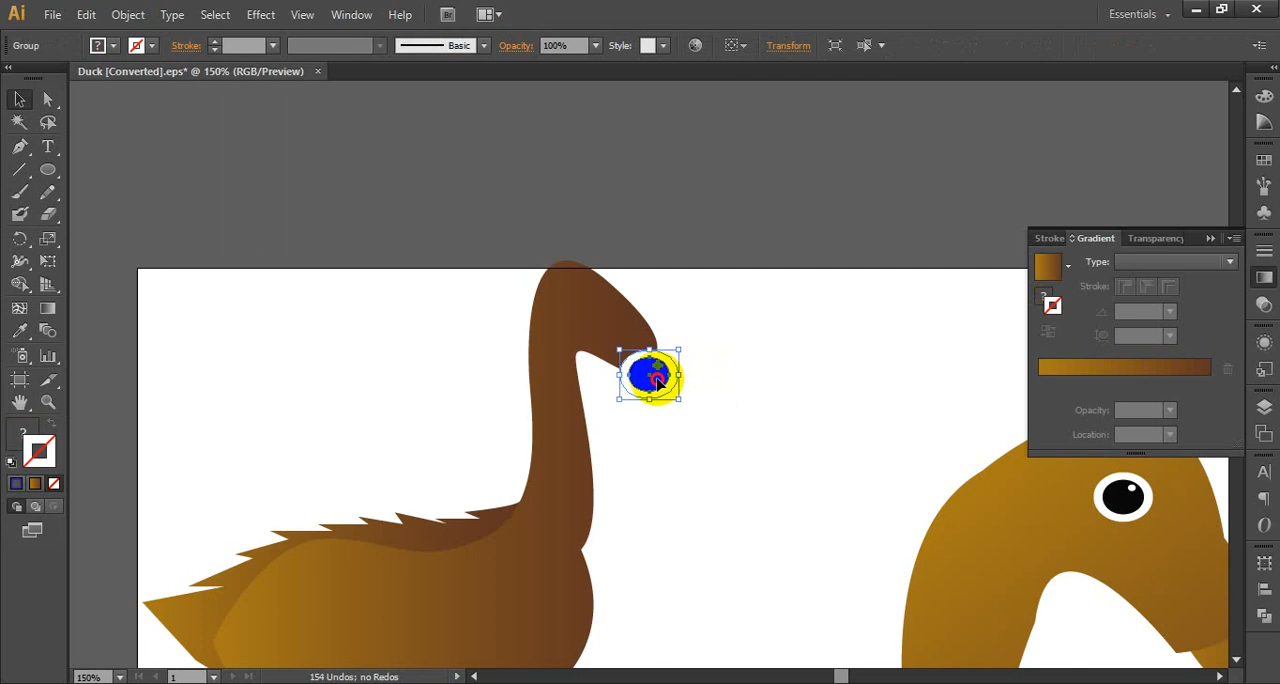 Ai File Edit Object Type Select Effect View Window Help Br Essentials
Group ? Stroke: Basic Opacity: 100% Style: Transform
Duck [Converted].eps* @ 150% (RGB/Preview) ×
T
Stroke Gradient Transparency
Type:
Stroke:
?
Opacity:
Location:
?
A
150% 1 154 Undos; no Redos